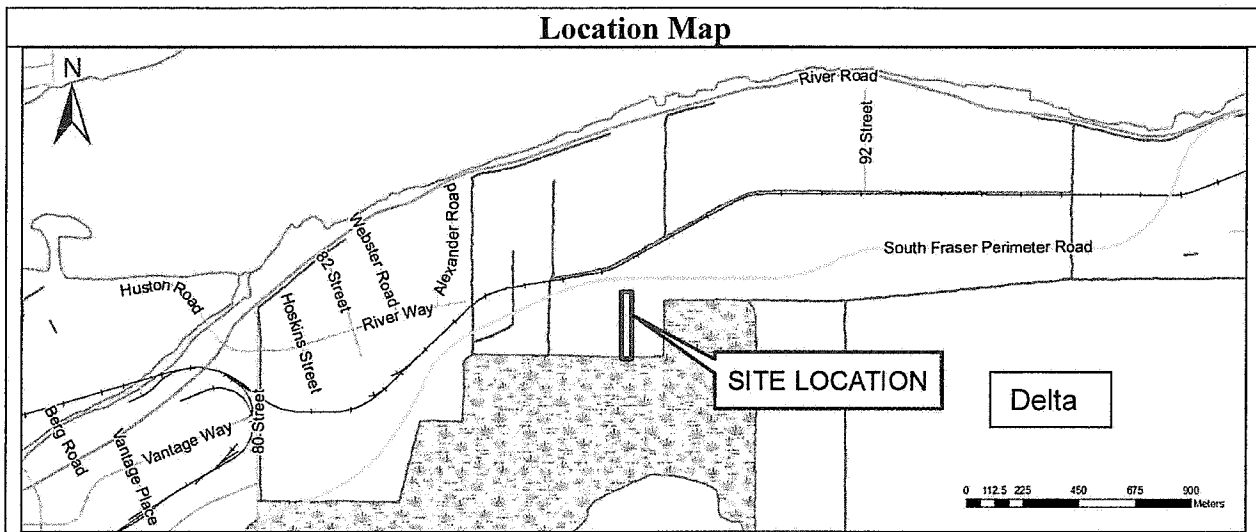 Location Map
N
River Road
92 Street
South Fraser Perimeter Road
Alexander Road
Webster Road
82 Street
Huston Road
River Way
Hoskins Street
80 Street
Vantage Way
Berg Road
Vantage Place
SITE LOCATION
Delta
0 112.5 225 450 675 900
Meters